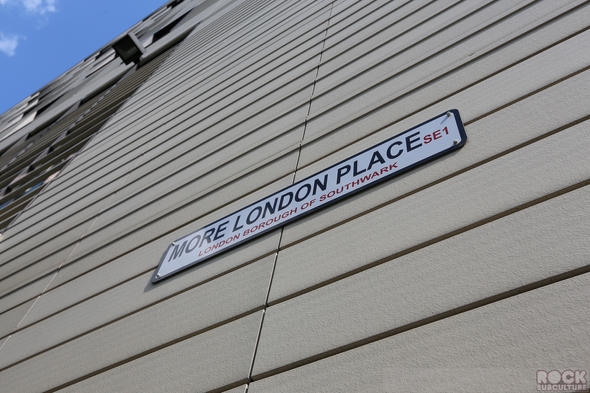 MORE LONDON PLACE SE1
LONDON BOROUGH OF SOUTHWARK
ROCK
SUBCULTURE